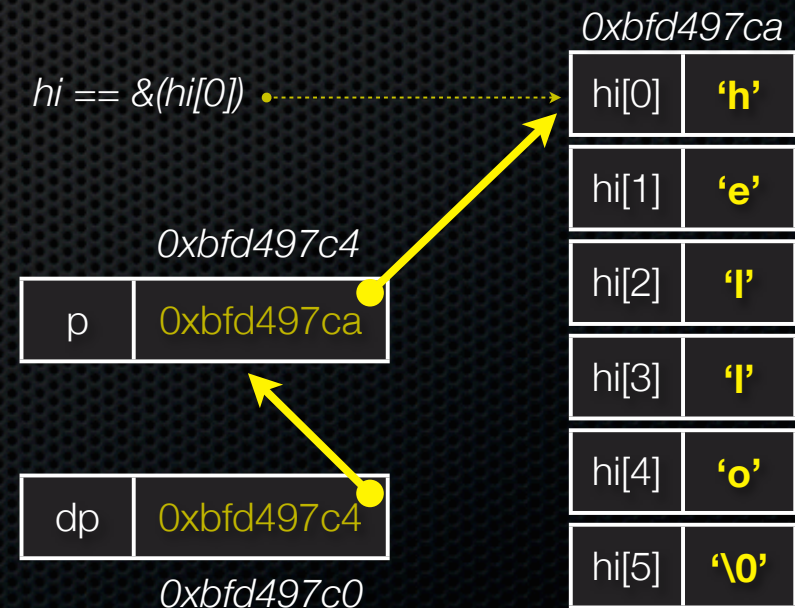 0xbfd497ca
hi == &(hi[0])
hi[0] ‘h’
hi[1] ‘e’
0xbfd497c4
hi[2] ‘l’
p 0xbfd497ca
hi[3] ‘l’
hi[4] ‘o’
dp 0xbfd497c4
hi[5] ‘\0’
0xbfd497c0